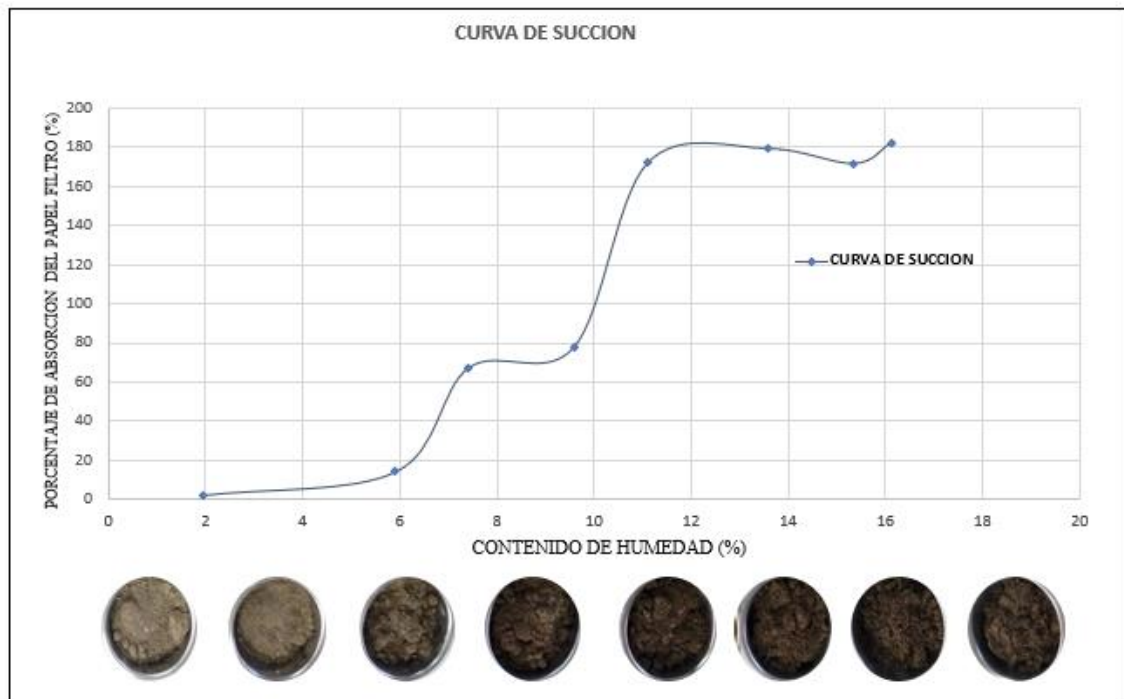 CURVA DE SUCCION
PORCENTAJE DE ABSORCION DEL PAPEL FILTRO (%)
200
180
160
140
120
100
80
60
40
20
0
CURVA DE SUCCION
0 2 4 6 8 10 12 14 16 18 20
CONTENIDO DE HUMEDAD (%)